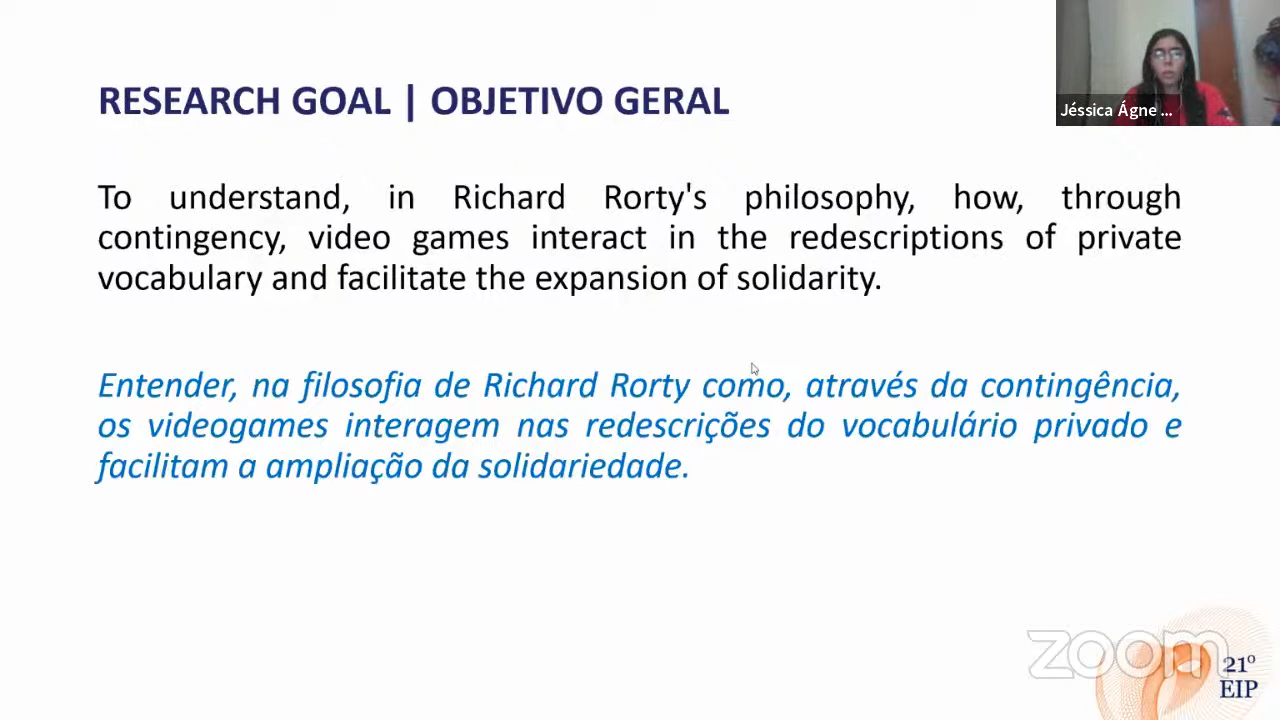 RESEARCH GOAL | OBJETIVO GERAL
Jéssica Ágne ...
To understand, in Richard Rorty's philosophy, how, through
contingency, video games interact in the redescriptions of private
vocabulary and facilitate the expansion of solidarity.
Entender, na filosofia de Richard Rorty como, através da contingência,
os videogames interagem nas redescrições do vocabulário privado e
facilitam a ampliação da solidariedade.
zoom
21º
EIP